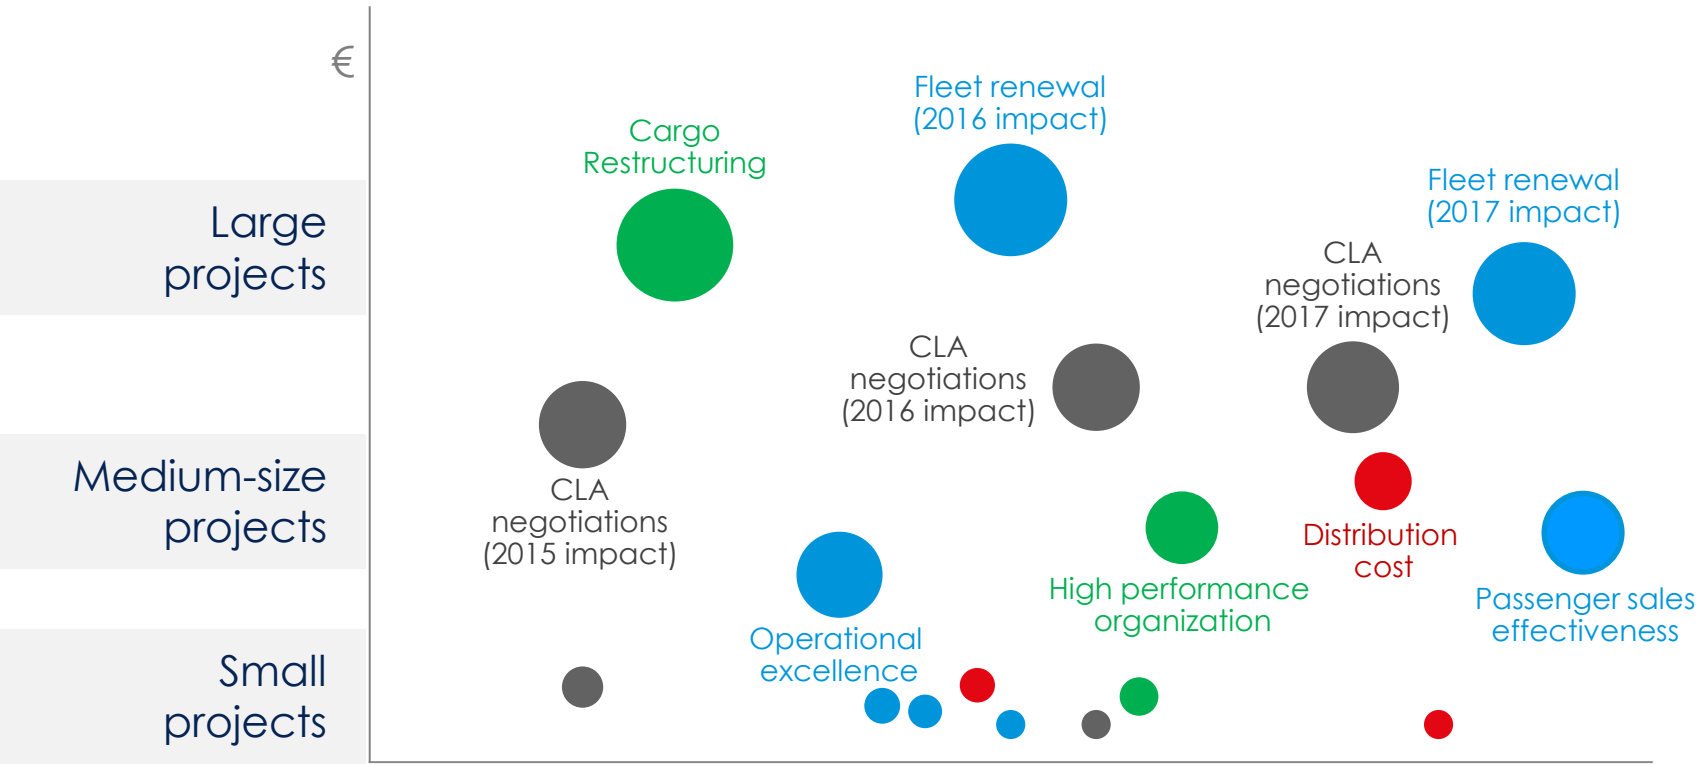 €
Large
projects
Medium-size
projects
Small
projects
Cargo
Restructuring
Fleet renewal
(2016 impact)
Fleet renewal
(2017 impact)
CLA
negotiations
(2017 impact)
CLA
negotiations
(2016 impact)
CLA
negotiations
(2015 impact)
Distribution
cost
High performance
organization
Passenger sales
effectiveness
Operational
excellence